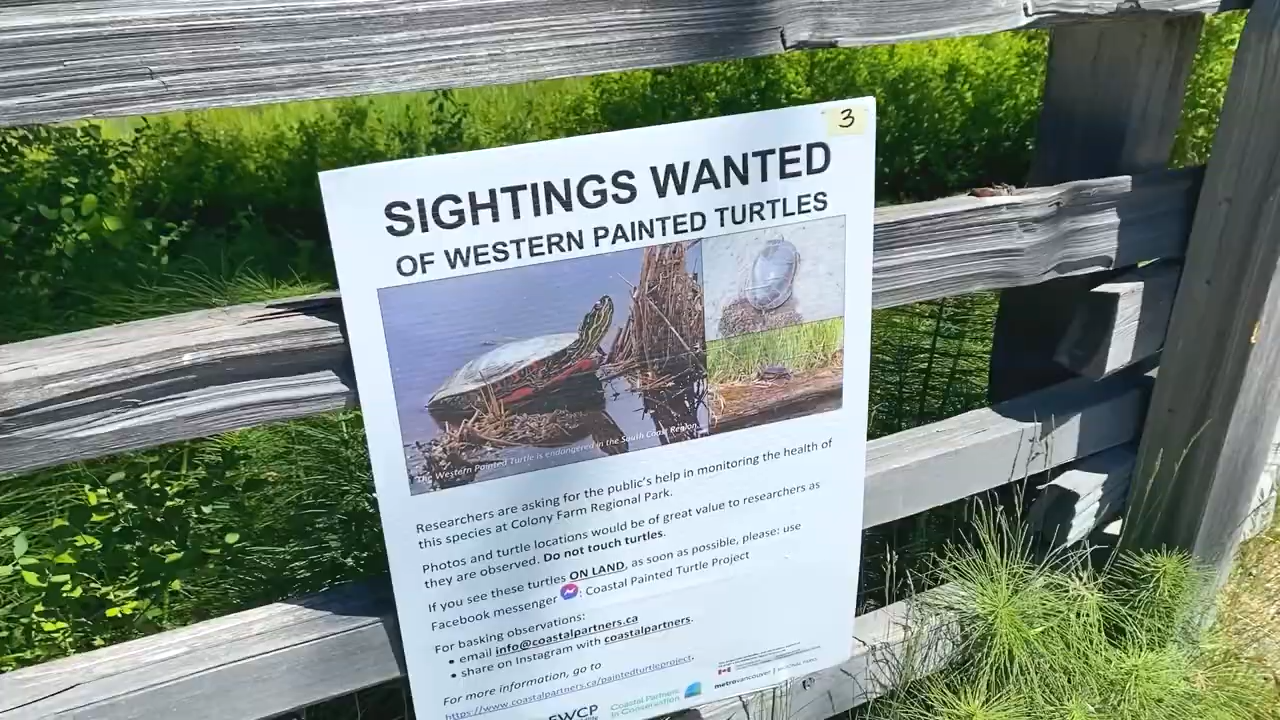 3
SIGHTINGS WANTED
OF WESTERN PAINTED TURTLES
The Western Painted Turtle is endangered in the South Coast Region.
Researchers are asking for the public's help in monitoring the health of
this species at Colony Farm Regional Park.
Photos and turtle locations would be of great value to researchers as
they are observed. Do not touch turtles.
If you see these turtles ON LAND, as soon as possible, please: use
Facebook messenger : Coastal Painted Turtle Project
For basking observations:
• email info@coastalpartners.ca
• share on Instagram with coastalpartners.
For more information, go to
https://www.coastalpartners.ca/paintedturtleproject.
FWCP
Coastal Partners
in Conservation
metrovancouver | REGIONAL PARKS